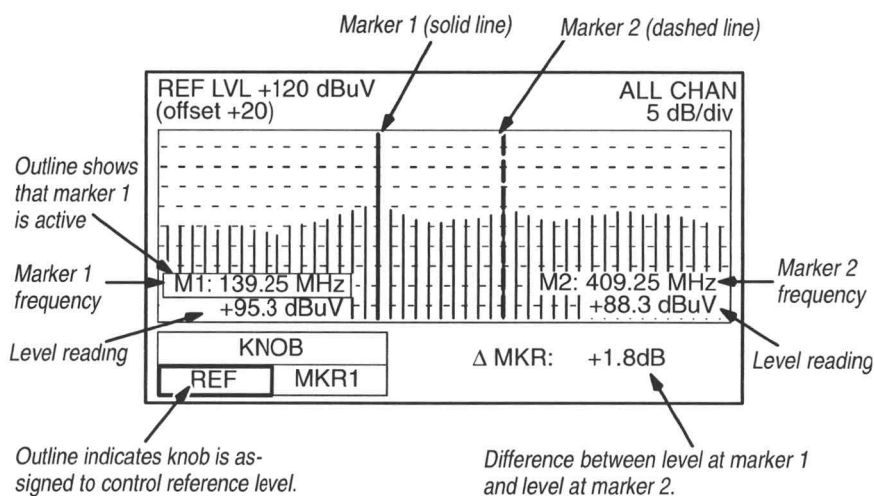 Marker 1 (solid line)
Marker 2 (dashed line)
REF LVL +120 dBuV
(offset +20)
ALL CHAN
5 dB/div
Outline shows
that marker 1
is active
Marker 1
frequency
M1: 139.25 MHz
+95.3 dBuV
M2: 409.25 MHz
+88.3 dBuV
Marker 2
frequency
Level reading
Level reading
KNOB
REF
MKR1
Δ MKR: +1.8dB
Outline indicates knob is as-
signed to control reference level.
Difference between level at marker 1
and level at marker 2.